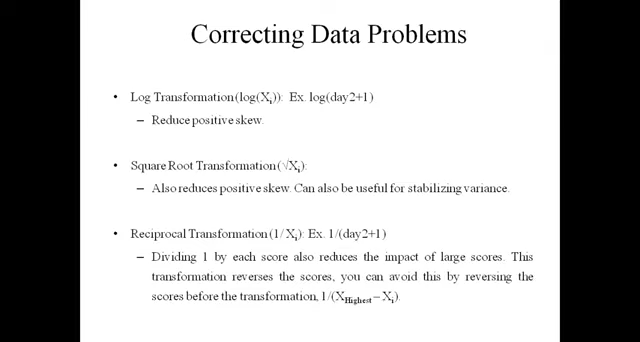 Correcting Data Problems
• Log Transformation (log(Xi)): Ex. log(day2+1)
– Reduce positive skew.
• Square Root Transformation (√Xi):
– Also reduces positive skew. Can also be useful for stabilizing variance.
• Reciprocal Transformation (1/ Xi): Ex. 1/(day2+1)
– Dividing 1 by each score also reduces the impact of large scores. This
transformation reverses the scores, you can avoid this by reversing the
scores before the transformation, 1/(XHighest – Xi).